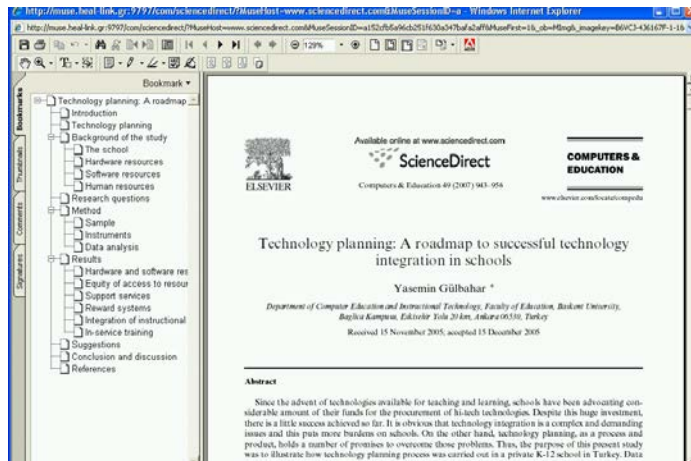 http://muse.heal-link.gr:9797/com/sciencedirect/?MuseHost=www.sciencedirect.com&MuseSessionID=a - Windows Internet Explorer
129%
Bookmark
Bookmarks
Thumbnails
Comments
Signatures
Technology planning: A roadmap
Introduction
Technology planning
Background of the study
The school
Hardware resources
Software resources
Human resources
Research questions
Method
Sample
Instruments
Data analysis
Results
Hardware and software res
Equity of access to resour
Support services
Reward systems
Integration of instructional
In-service training
Suggestions
Conclusion and discussion
References
ELSEVIER
Available online at www.sciencedirect.com
ScienceDirect
Computers & Education 49 (2007) 943–956
COMPUTERS &
EDUCATION
www.elsevier.com/locate/compedu
Technology planning: A roadmap to successful technology
integration in schools
Yasemin Gülbahar *
Department of Computer Education and Instructional Technology, Faculty of Education, Baskent University,
Baglica Kampusu, Eskisehir Yolu 20 km, Ankara 06530, Turkey
Received 15 November 2005; accepted 15 December 2005
Abstract
Since the advent of technologies available for teaching and learning, schools have been advocating con-
siderable amount of their funds for the procurement of hi-tech technologies. Despite this huge investment,
there is a little success achieved so far. It is obvious that technology integration is a complex and demanding
issues and this puts more burdens on schools. On the other hand, technology planning, as a process and
product, holds a number of promises to overcome those problems. Thus, the purpose of this present study
was to illustrate how technology planning process was carried out in a private K-12 school in Turkey. Data